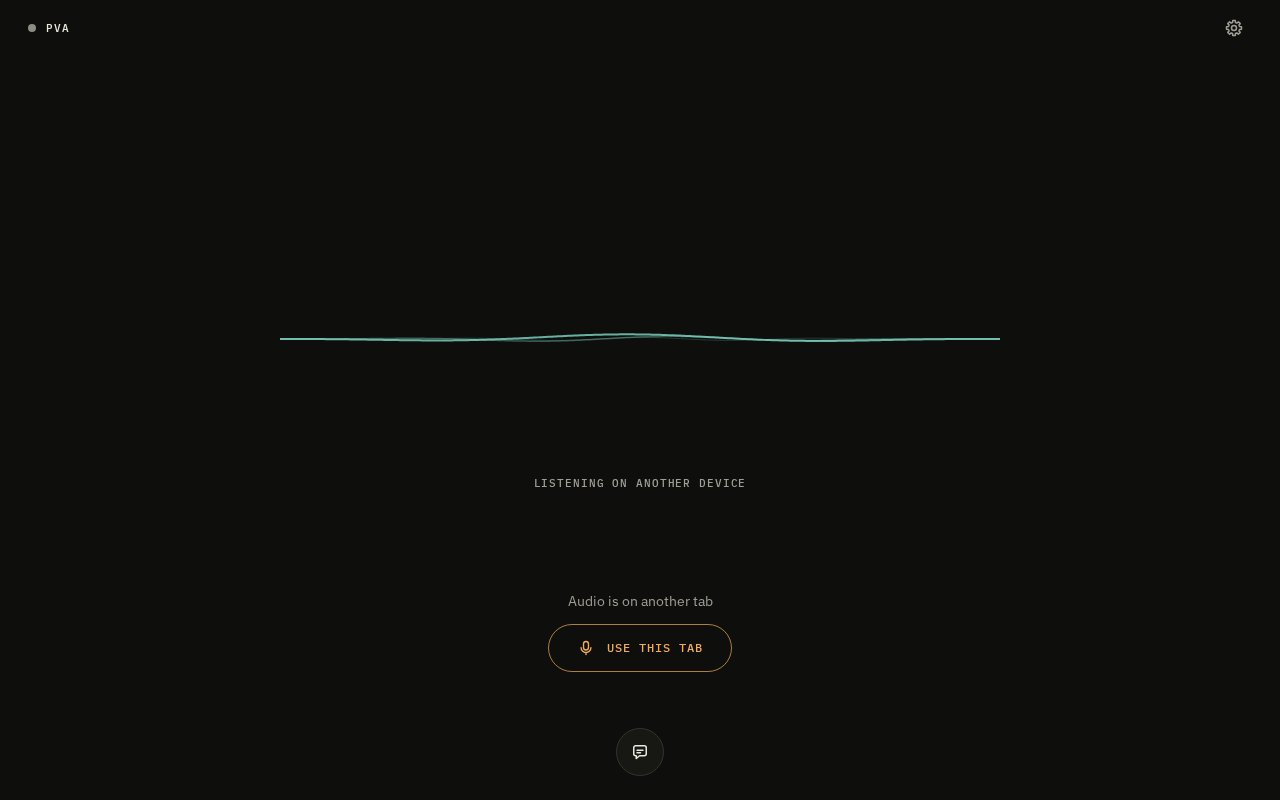 PVA
LISTENING ON ANOTHER DEVICE
Audio is on another tab
USE THIS TAB